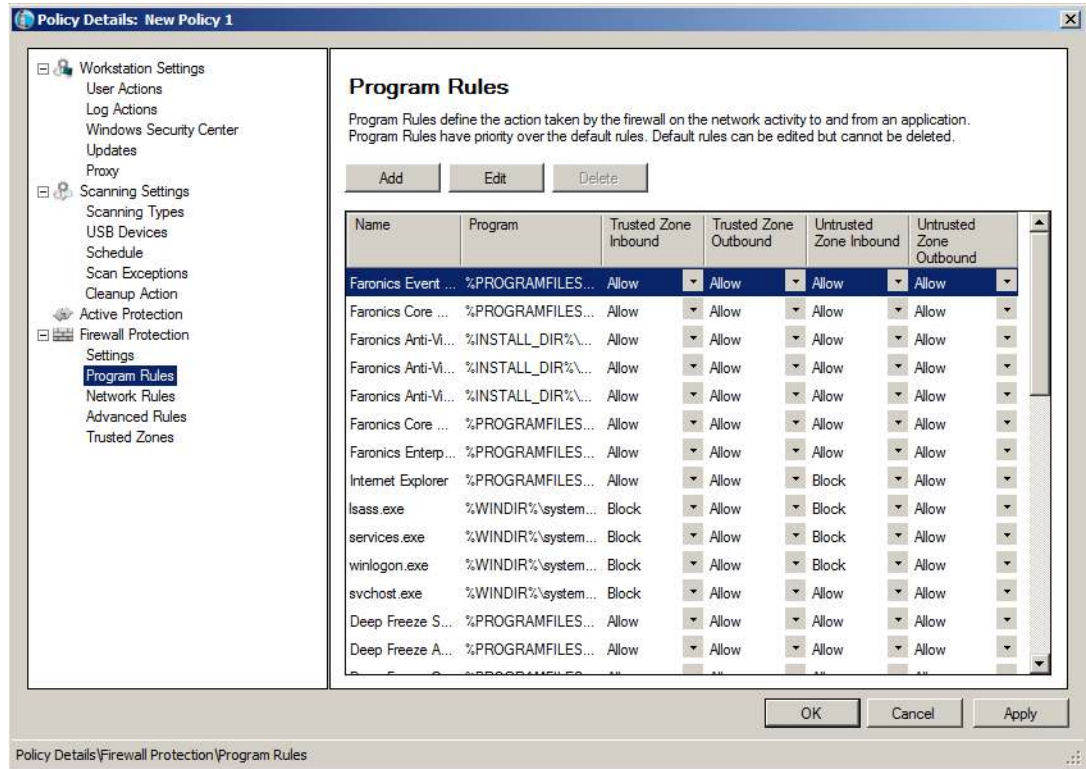 Policy Details: New Policy 1
Workstation Settings
User Actions
Log Actions
Windows Security Center
Updates
Proxy
Scanning Settings
Scanning Types
USB Devices
Schedule
Scan Exceptions
Cleanup Action
Active Protection
Firewall Protection
Settings
Program Rules
Network Rules
Advanced Rules
Trusted Zones
Program Rules
Program Rules define the action taken by the firewall on the network activity to and from an application.
Program Rules have priority over the default rules. Default rules can be edited but cannot be deleted.
Add Edit Delete
Name Program Trusted Zone Inbound Trusted Zone Outbound Untrusted Zone Inbound Untrusted Zone Outbound
Faronics Event ... %PROGRAMFILES... Allow Allow Allow Allow
Faronics Core ... %PROGRAMFILES... Allow Allow Allow Allow
Faronics Anti-Vi... %INSTALL_DIR%\... Allow Allow Allow Allow
Faronics Anti-Vi... %INSTALL_DIR%\... Allow Allow Allow Allow
Faronics Anti-Vi... %INSTALL_DIR%\... Allow Allow Allow Allow
Faronics Core ... %PROGRAMFILES... Allow Allow Allow Allow
Faronics Enterp... %PROGRAMFILES... Allow Allow Allow Allow
Internet Explorer %PROGRAMFILES... Allow Allow Block Allow
lsass.exe %WINDIR%\system... Block Allow Block Allow
services.exe %WINDIR%\system... Block Allow Block Allow
winlogon.exe %WINDIR%\system... Block Allow Block Allow
svchost.exe %WINDIR%\system... Block Allow Allow Allow
Deep Freeze S... %PROGRAMFILES... Allow Allow Allow Allow
Deep Freeze A... %PROGRAMFILES... Allow Allow Allow Allow
OK Cancel Apply
Policy Details\Firewall Protection\Program Rules